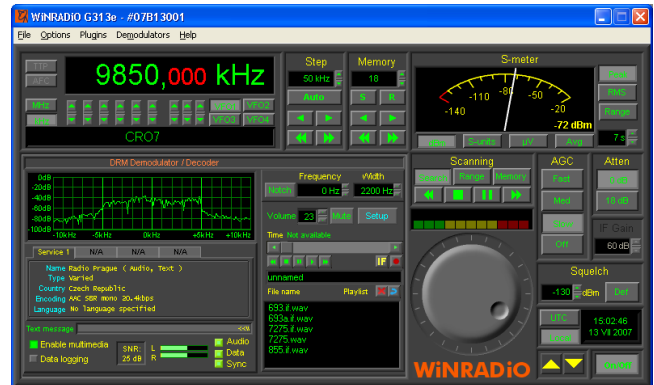 WiNRADiO G313e - #07B13001
File Options Plugins Demodulators Help
TTP
APC
9850,000 kHz
MHz
VFO2
VFO3 VFO4
CRO7
Step
50 kHz
Auto
Memory
18
S R
S-meter
-140 -110 -80 -50 -20
-72 dBm
S-units µV Avg
RMS
Range
7 s
DRM Demodulator / Decoder
0dB
-20dB
-40dB
-60dB
-80dB
-100dB
-10kHz -5kHz 0kHz +5kHz +10kHz
Service 1 N/A N/A N/A
Name Radio Prague ( Audio, Text )
Type Varied
Country Czech Republic
Encoding AAC SBR mono 20.4kbps
Language No language specified
Text message
Enable multimedia
Data logging
SNR:
25 dB
L
R
Audio
Data
Sync
Frequency Width
Notch 0 Hz 2200 Hz
Volume 23 Mute Setup
Time Not available
IF
unnamed
File name Playlist
693.if.wav
693a.if.wav
7275.if.wav
7275.wav
855.if.wav
Scanning
Range Memory
WiNRADiO
AGC
Fast
Med
Off
Atten
18 dB
IF Gain
60 dB
Squelch
-130 dBm Def
UTC
15:02:46
13 VII 2007